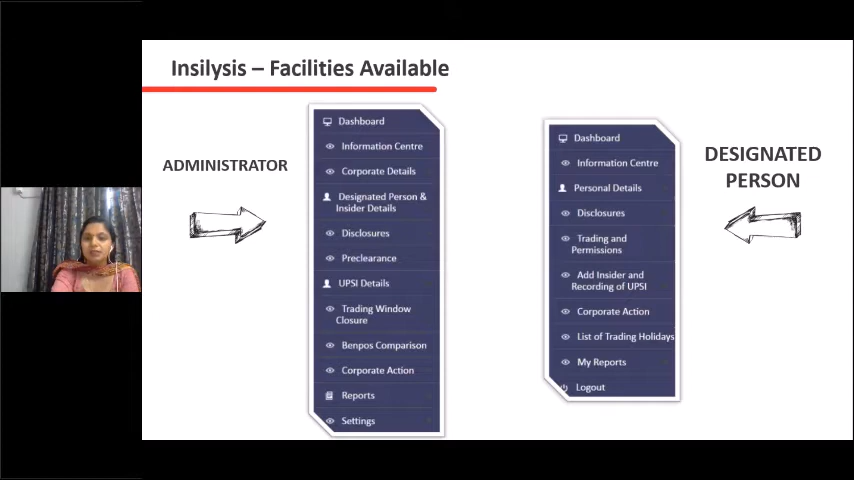 Insilysis – Facilities Available
ADMINISTRATOR
Dashboard
Information Centre
Corporate Details
Designated Person &
Insider Details
Disclosures
Preclearance
UPSI Details
Trading Window
Closure
Benpos Comparison
Corporate Action
Reports
Settings
DESIGNATED
PERSON
Dashboard
Information Centre
Personal Details
Disclosures
Trading and
Permissions
Add Insider and
Recording of UPSI
Corporate Action
List of Trading Holidays
My Reports
Logout